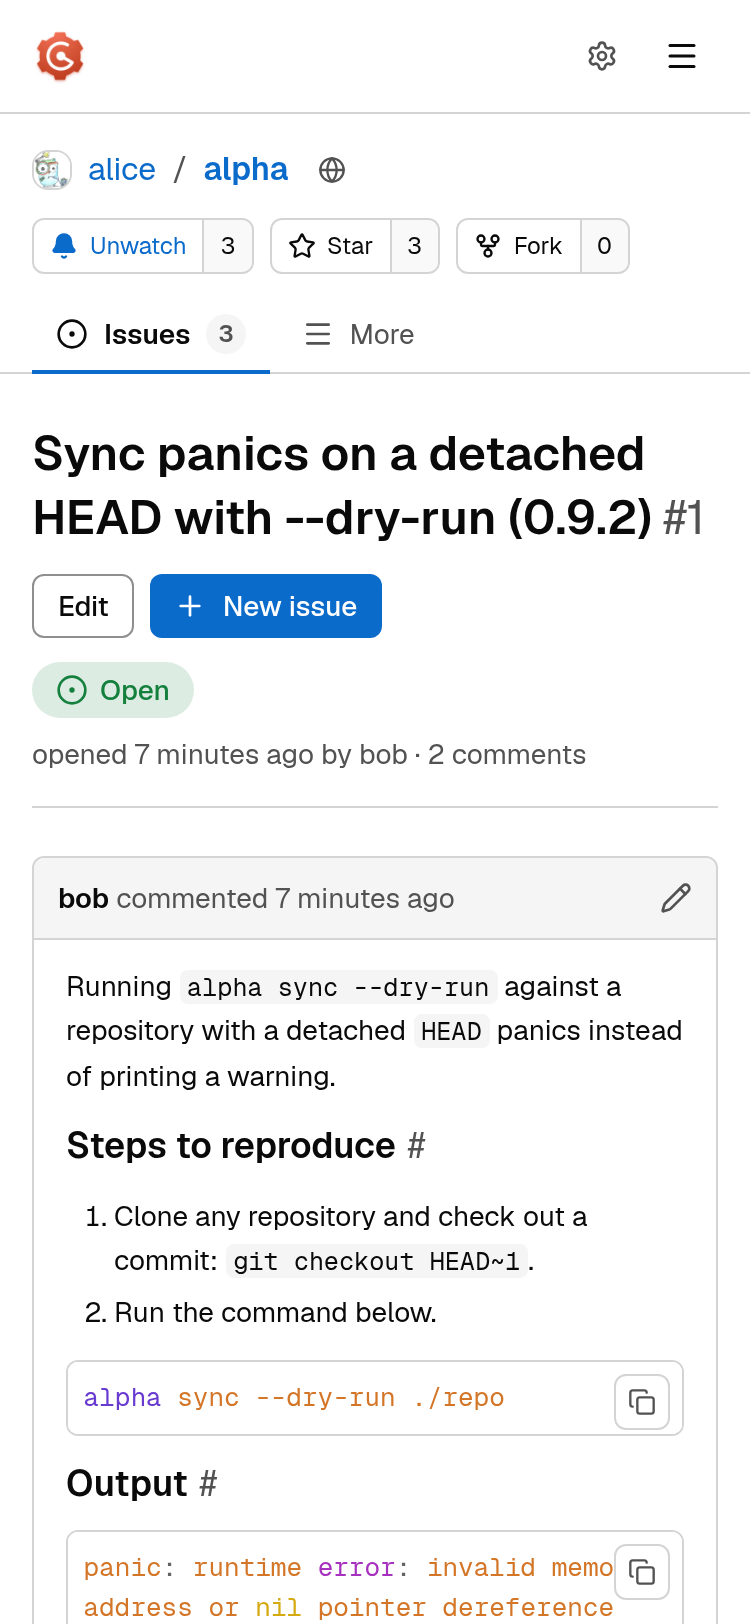 alice / alpha
Unwatch 3 Star 3 Fork 0
Issues 3 More
Sync panics on a detached
HEAD with --dry-run (0.9.2) #1
Edit New issue
Open
opened 7 minutes ago by bob · 2 comments
bob commented 7 minutes ago
Running alpha sync --dry-run against a
repository with a detached HEAD panics instead
of printing a warning.
Steps to reproduce #
1. Clone any repository and check out a
commit: git checkout HEAD~1.
2. Run the command below.
alpha sync --dry-run ./repo
Output #
panic: runtime error: invalid memo
address or nil pointer dereference